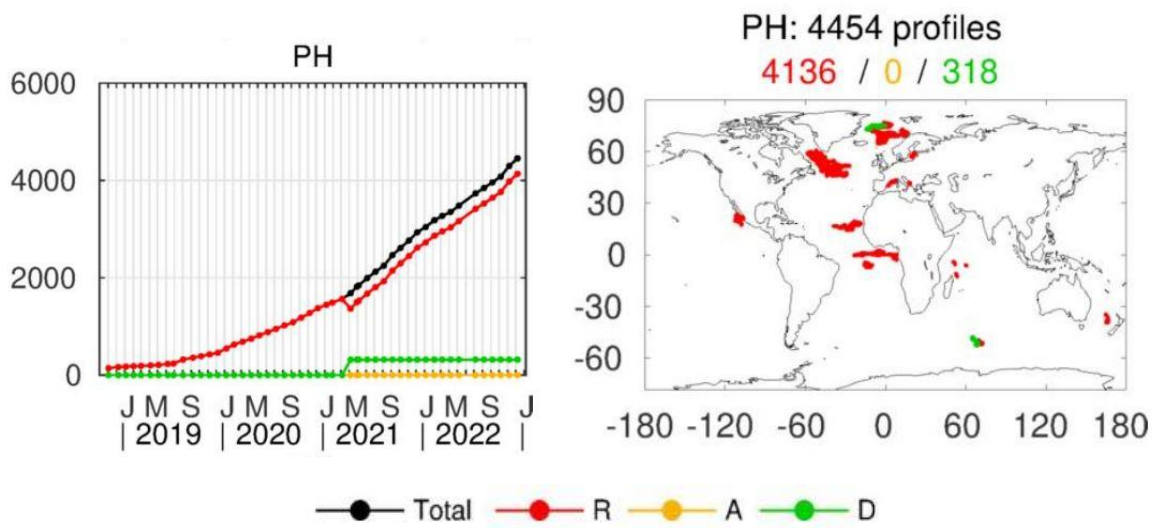 PH
6000
4000
2000
0
J M S J M S J M S J M S J
| 2019 | 2020 | 2021 | 2022 |
PH: 4454 profiles
4136 / 0 / 318
90
60
30
0
-30
-60
-180 -120 -60 0 60 120 180
Total R A D